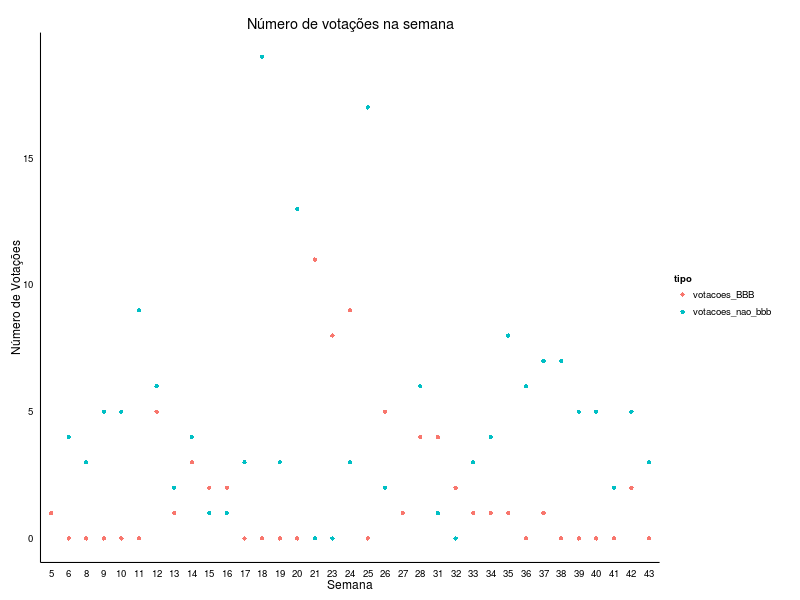 Número de votações na semana
Número de Votações
15
10
5
0
5 6 8 9 10 11 12 13 14 15 16 17 18 19 20 21 23 24 25 26 27 28 31 32 33 34 35 36 37 38 39 40 41 42 43
Semana
tipo
votacoes_BBB
votacoes_nao_bbb